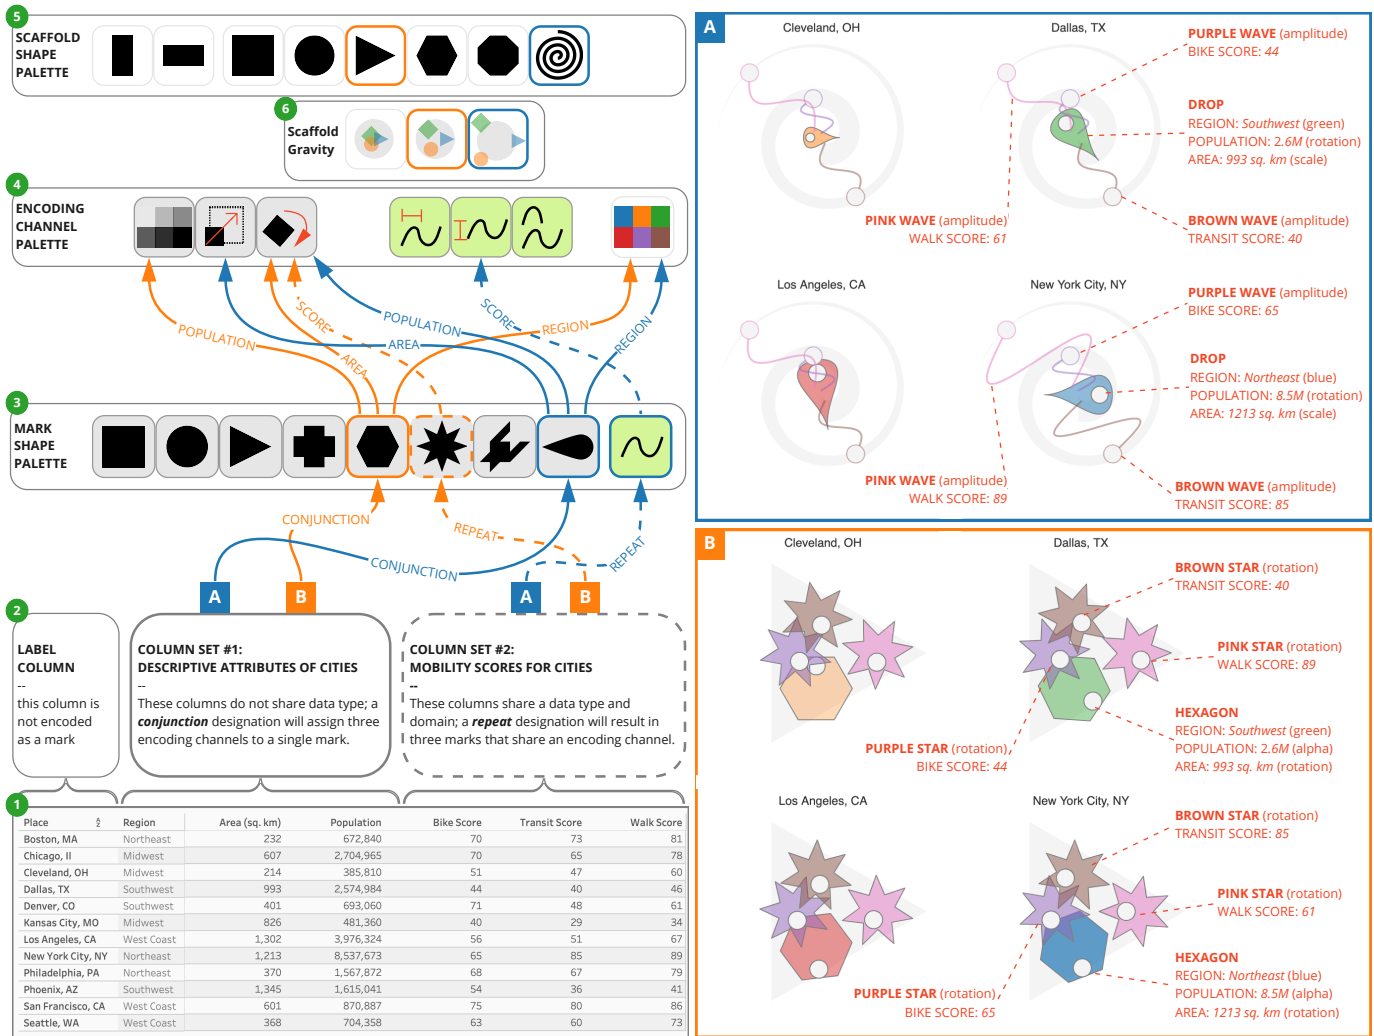 5
SCAFFOLD
SHAPE
PALETTE
6
Scaffold
Gravity
4
ENCODING
CHANNEL
PALETTE
POPULATION
SCORE
AREA
POPULATION
AREA
SCORE
REGION
REGION
3
MARK
SHAPE
PALETTE
CONJUNCTION
REPEAT
CONJUNCTION
REPEAT
A
B
A
B
2
LABEL
COLUMN
--
this column is
not encoded
as a mark
COLUMN SET #1:
DESCRIPTIVE ATTRIBUTES OF CITIES
--
These columns do not share data type; a
conjunction designation will assign three
encoding channels to a single mark.
COLUMN SET #2:
MOBILITY SCORES FOR CITIES
--
These columns share a data type and
domain; a repeat designation will result in
three marks that share an encoding channel.
1
Place Region Area (sq. km) Population Bike Score Transit Score Walk Score
Boston, MA Northeast 232 672,840 70 73 81
Chicago, Il Midwest 607 2,704,965 70 65 78
Cleveland, OH Midwest 214 385,810 51 47 60
Dallas, TX Southwest 993 2,574,984 44 40 46
Denver, CO Southwest 401 693,060 71 48 61
Kansas City, MO Midwest 826 481,360 40 29 34
Los Angeles, CA West Coast 1,302 3,976,324 56 51 67
New York City, NY Northeast 1,213 8,537,673 65 85 89
Philadelphia, PA Northeast 370 1,567,872 68 67 79
Phoenix, AZ Southwest 1,345 1,615,041 54 36 41
San Francisco, CA West Coast 601 870,887 75 80 86
Seattle, WA West Coast 368 704,358 63 60 73
A
Cleveland, OH
Dallas, TX
PURPLE WAVE (amplitude)
BIKE SCORE: 44
DROP
REGION: Southwest (green)
POPULATION: 2.6M (rotation)
AREA: 993 sq. km (scale)
PINK WAVE (amplitude)
WALK SCORE: 61
BROWN WAVE (amplitude)
TRANSIT SCORE: 40
Los Angeles, CA
New York City, NY
PURPLE WAVE (amplitude)
BIKE SCORE: 65
DROP
REGION: Northeast (blue)
POPULATION: 8.5M (rotation)
AREA: 1213 sq. km (scale)
PINK WAVE (amplitude)
WALK SCORE: 89
BROWN WAVE (amplitude)
TRANSIT SCORE: 85
B
Cleveland, OH
Dallas, TX
BROWN STAR (rotation)
TRANSIT SCORE: 40
PINK STAR (rotation)
WALK SCORE: 89
HEXAGON
REGION: Southwest (green)
POPULATION: 2.6M (alpha)
AREA: 993 sq. km (rotation)
PURPLE STAR (rotation)
BIKE SCORE: 44
Los Angeles, CA
New York City, NY
BROWN STAR (rotation)
TRANSIT SCORE: 85
PINK STAR (rotation)
WALK SCORE: 61
HEXAGON
REGION: Northeast (blue)
POPULATION: 8.5M (alpha)
AREA: 1213 sq. km (rotation)
PURPLE STAR (rotation)
BIKE SCORE: 65